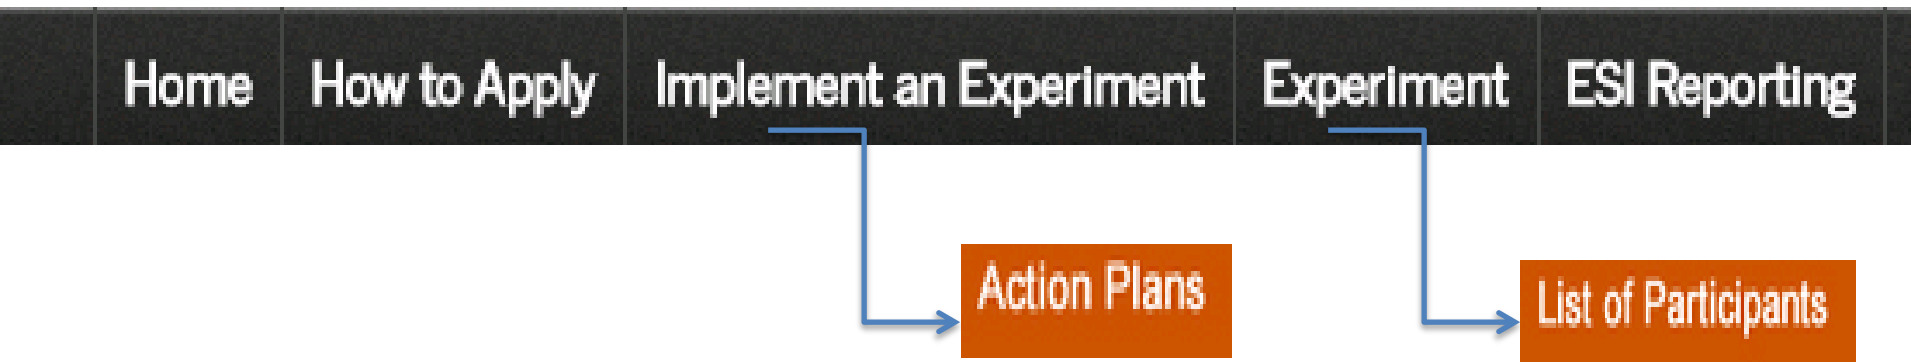 Home How to Apply Implement an Experiment Experiment ESI Reporting
Action Plans
List of Participants